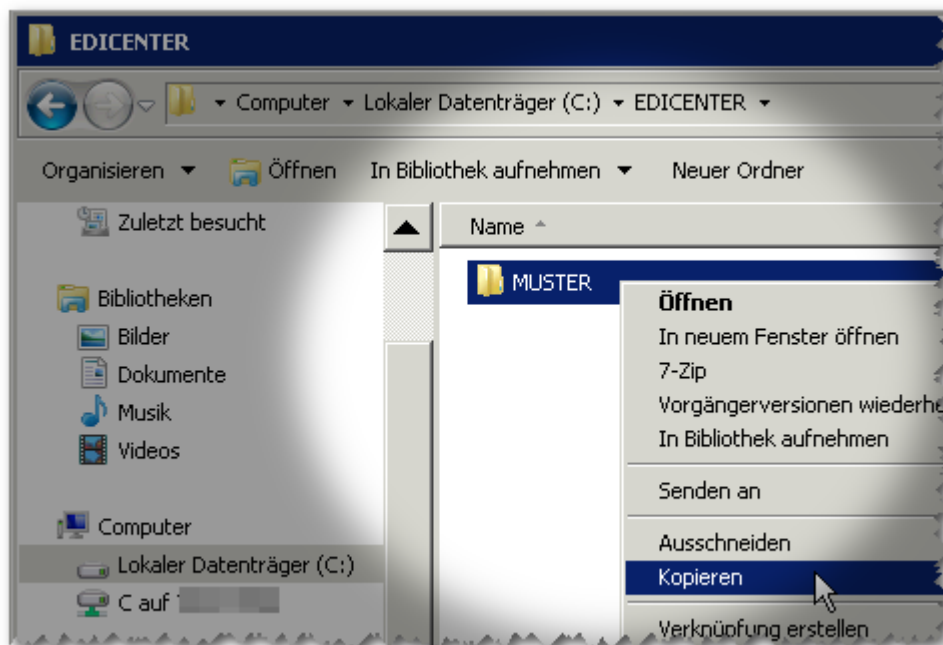 EDICENTER
Computer Lokaler Datenträger (C:) EDICENTER
Organisieren Öffnen In Bibliothek aufnehmen Neuer Ordner
Zuletzt besucht
Bibliotheken
Bilder
Dokumente
Musik
Videos
Computer
Lokaler Datenträger (C:)
C auf
Name
MUSTER
Öffnen
In neuem Fenster öffnen
7-Zip
Vorgängerversionen wiederhe
In Bibliothek aufnehmen
Senden an
Ausschneiden
Kopieren
Verknüpfung erstellen